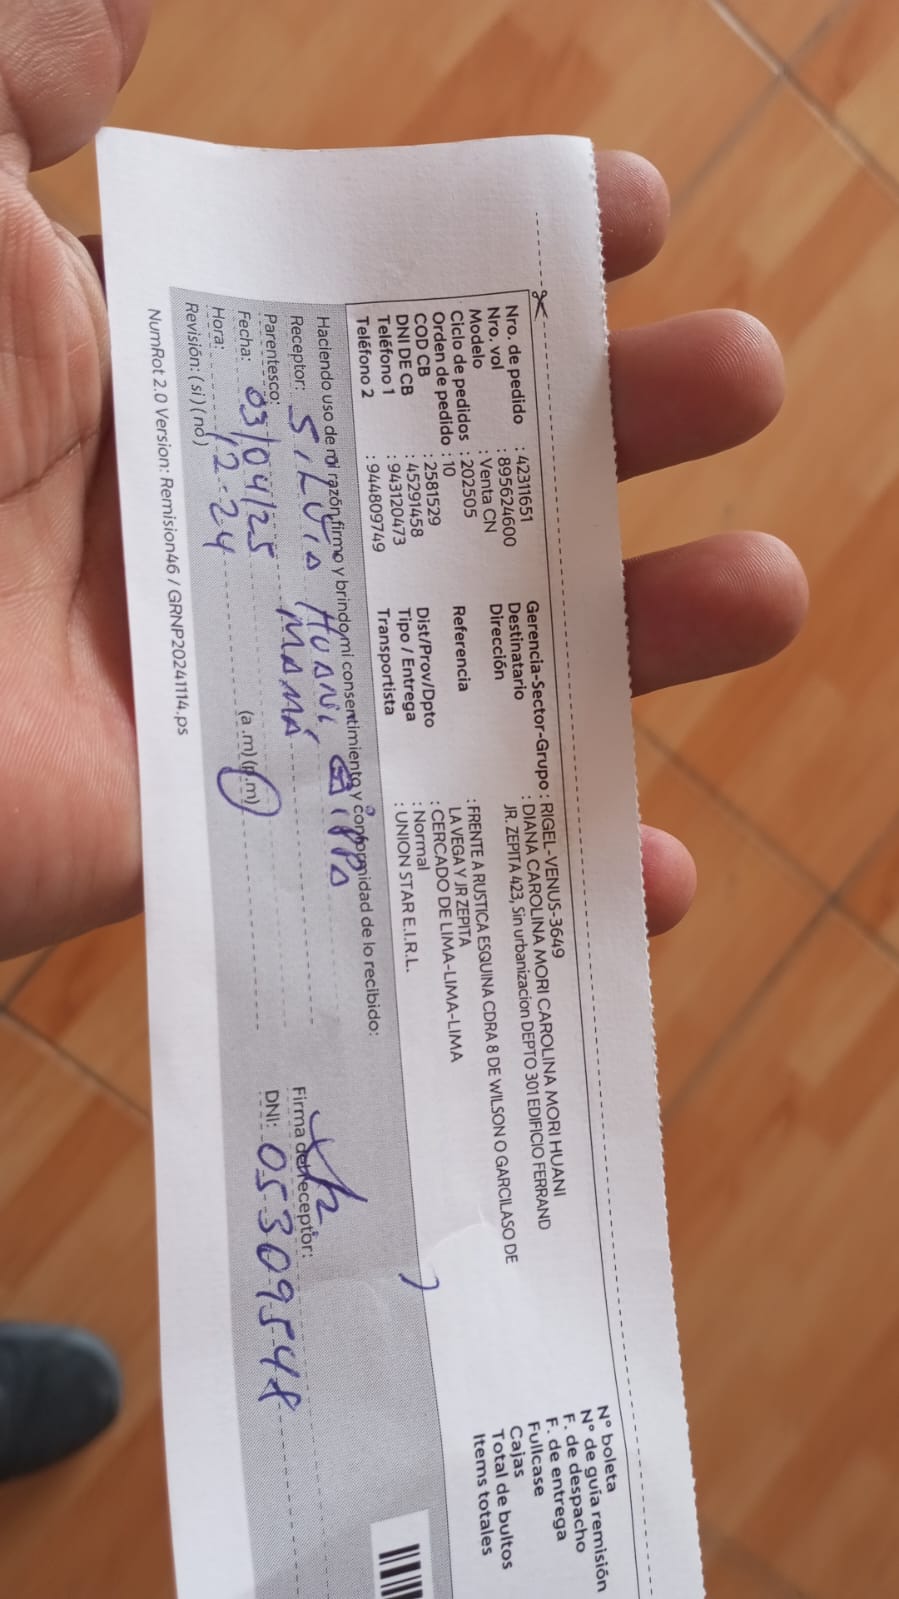 Nro. de pedido : 42311651
Nro. vol : 895624600
Modelo : Venta CN
Ciclo de pedidos : 202505
Orden de pedido : 10
COD CB : 2581529
DNI DE CB : 45291458
Teléfono 1 : 943120473
Teléfono 2 : 944809749
Gerencia-Sector-Grupo : RIGEL-VENUS-3649
Destinatario : DIANA CAROLINA MORI CAROLINA MORI HUANI
Dirección JR. ZEPITA 423, Sin urbanizacion DEPTO 301 EDIFICIO FERRAND
Referencia : FRENTE A RUSTICA ESQUINA CDRA 8 DE WILSON O GARCILASO DE
LA VEGA Y JR ZEPITA
Dist/Prov/Dpto : CERCADO DE LIMA-LIMA-LIMA
Tipo / Entrega : Normal
Transportista : UNION STAR E.I.R.L.
N° boleta
N° de guía remisión
F. de despacho
F. de entrega
Fullcase
Cajas
Total de bultos
Items totales
Haciendo uso de mi razón, firmo y brindo mi consentimiento y conformidad de lo recibido:
Receptor: SILVIA HUANI
Parentesco: MAMÁ
Fecha: 03/04/25
Hora: 12-24 (a.m) (p.m)
Revisión: (si) (no)
Firma del receptor:
DNI: 05309548
NumRot 2.0 Version: Remision46 / GRNP20241114.ps